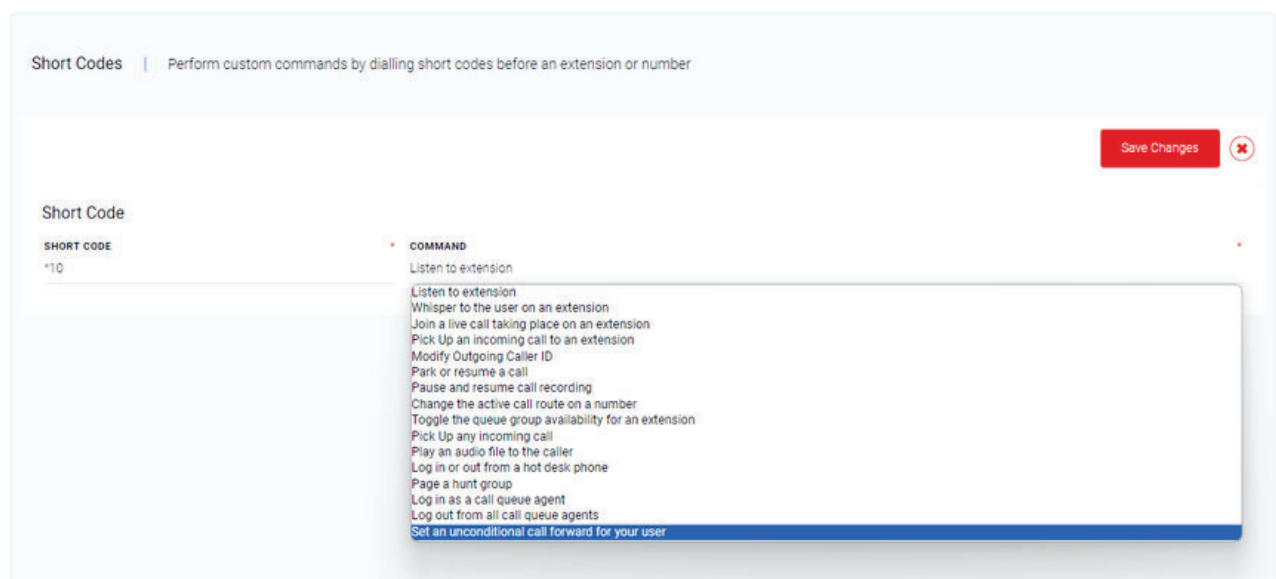 Short Codes | Perform custom commands by dialling short codes before an extension or number
Save Changes
Short Code
SHORT CODE *
COMMAND *
*10
Listen to extension
Listen to extension
Whisper to the user on an extension
Join a live call taking place on an extension
Pick Up an incoming call to an extension
Modify Outgoing Caller ID
Park or resume a call
Pause and resume call recording
Change the active call route on a number
Toggle the queue group availability for an extension
Pick Up any incoming call
Play an audio file to the caller
Log in or out from a hot desk phone
Page a hunt group
Log in as a call queue agent
Log out from all call queue agents
Set an unconditional call forward for your user